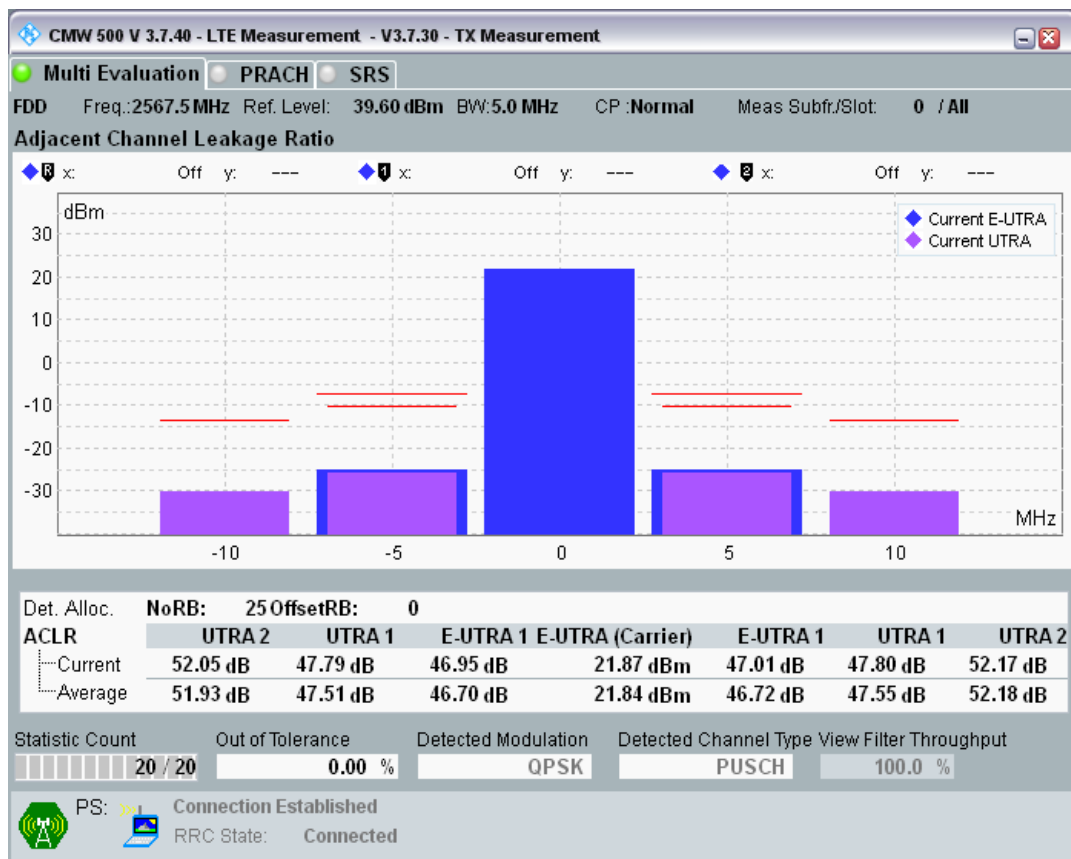 CMW 500 V 3.7.40 - LTE Measurement - V3.7.30 - TX Measurement
Multi Evaluation PRACH SRS
FDD Freq.:2567.5 MHz Ref. Level: 39.60 dBm BW:5.0 MHz CP :Normal Meas Subfr./Slot: 0 / All
Adjacent Channel Leakage Ratio
R x: Off y: --- 1 x: Off y: --- 2 x: Off y: ---
dBm
Current E-UTRA
Current UTRA
30
20
10
0
-10
-20
-30
MHz
-10 -5 0 5 10
Det. Alloc. NoRB: 25 OffsetRB: 0
ACLR UTRA 2 UTRA 1 E-UTRA 1 E-UTRA (Carrier) E-UTRA 1 UTRA 1 UTRA 2
Current 52.05 dB 47.79 dB 46.95 dB 21.87 dBm 47.01 dB 47.80 dB 52.17 dB
Average 51.93 dB 47.51 dB 46.70 dB 21.84 dBm 46.72 dB 47.55 dB 52.18 dB
Statistic Count Out of Tolerance Detected Modulation Detected Channel Type View Filter Throughput
20 / 20 0.00 % QPSK PUSCH 100.0 %
PS: Connection Established
RRC State: Connected